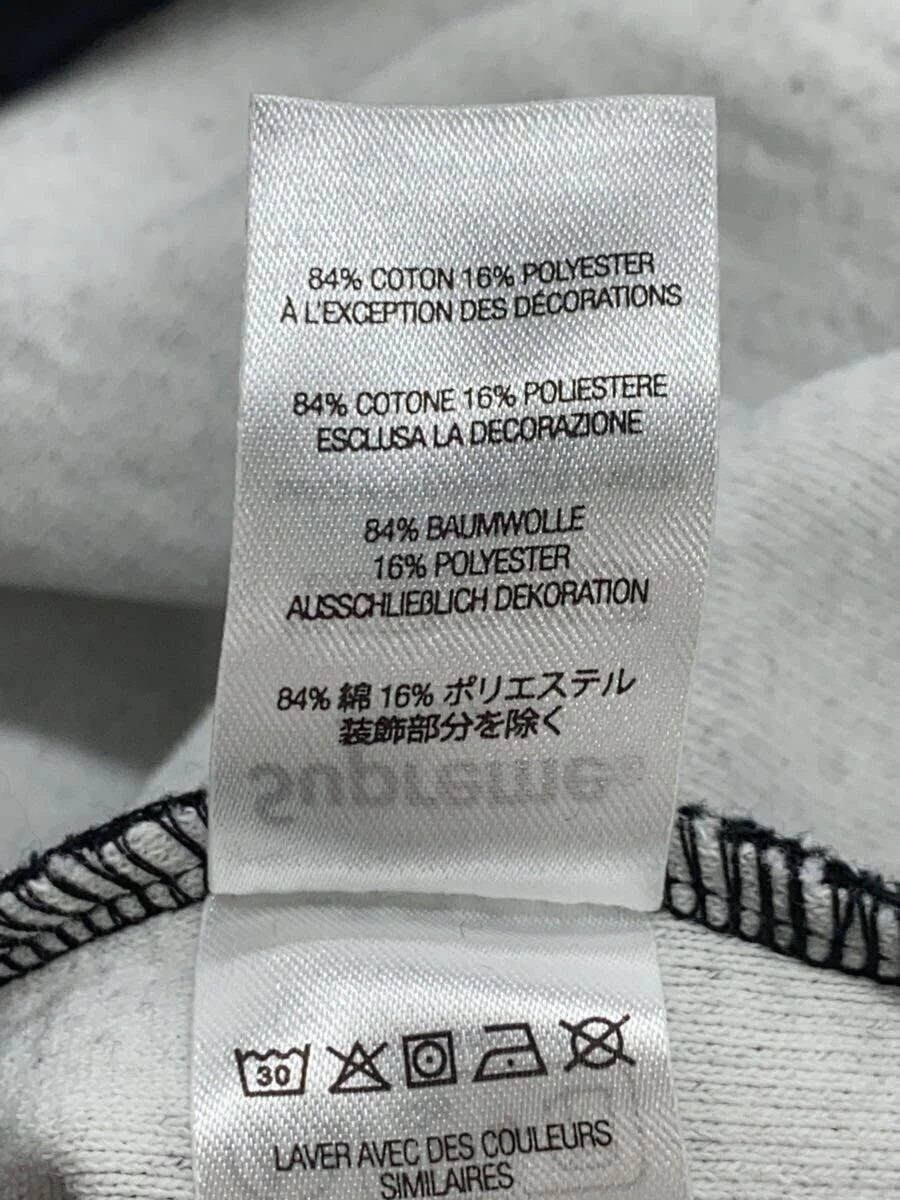 84% COTON 16% POLYESTER
À L'EXCEPTION DES DÉCORATIONS
84% COTONE 16% POLIESTERE
ESCLUSA LA DECORAZIONE
84% BAUMWOLLE
16% POLYESTER
AUSSCHLIEßLICH DEKORATION
84% 綿 16% ポリエステル
装飾部分を除く
Supreme®
30
LAVER AVEC DES COULEURS
SIMILAIRES